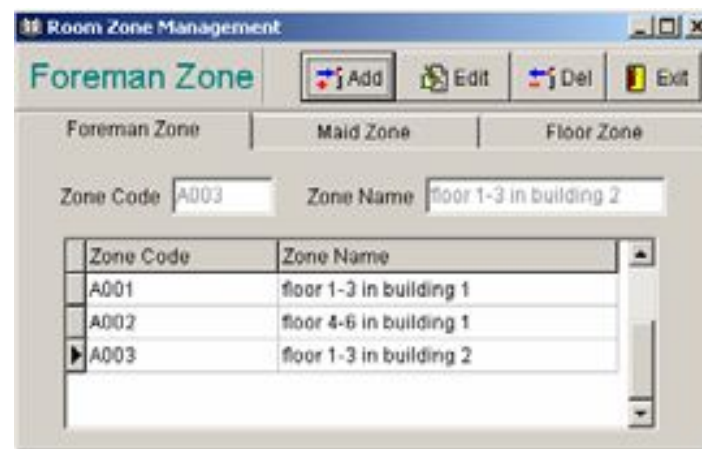 Room Zone Management
Foreman Zone Add Edit Del Exit
Foreman Zone Maid Zone Floor Zone
Zone Code A003 Zone Name floor 1-3 in building 2
Zone Code Zone Name
A001 floor 1-3 in building 1
A002 floor 4-6 in building 1
A003 floor 1-3 in building 2